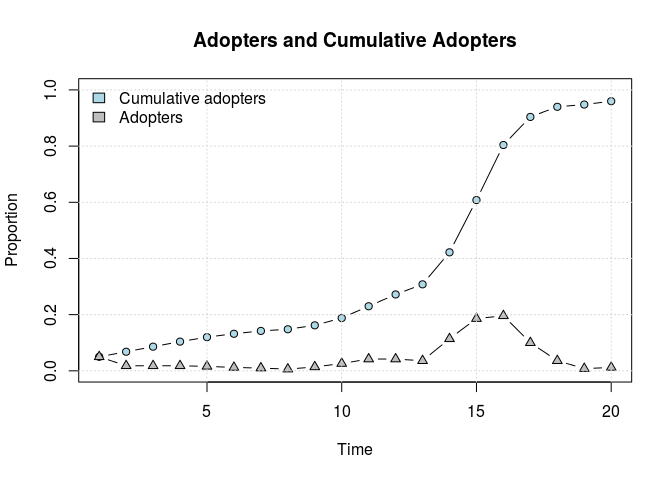 Adopters and Cumulative Adopters
Cumulative adopters
Adopters
Proportion
1.0
0.8
0.6
0.4
0.2
0.0
5 10 15 20
Time